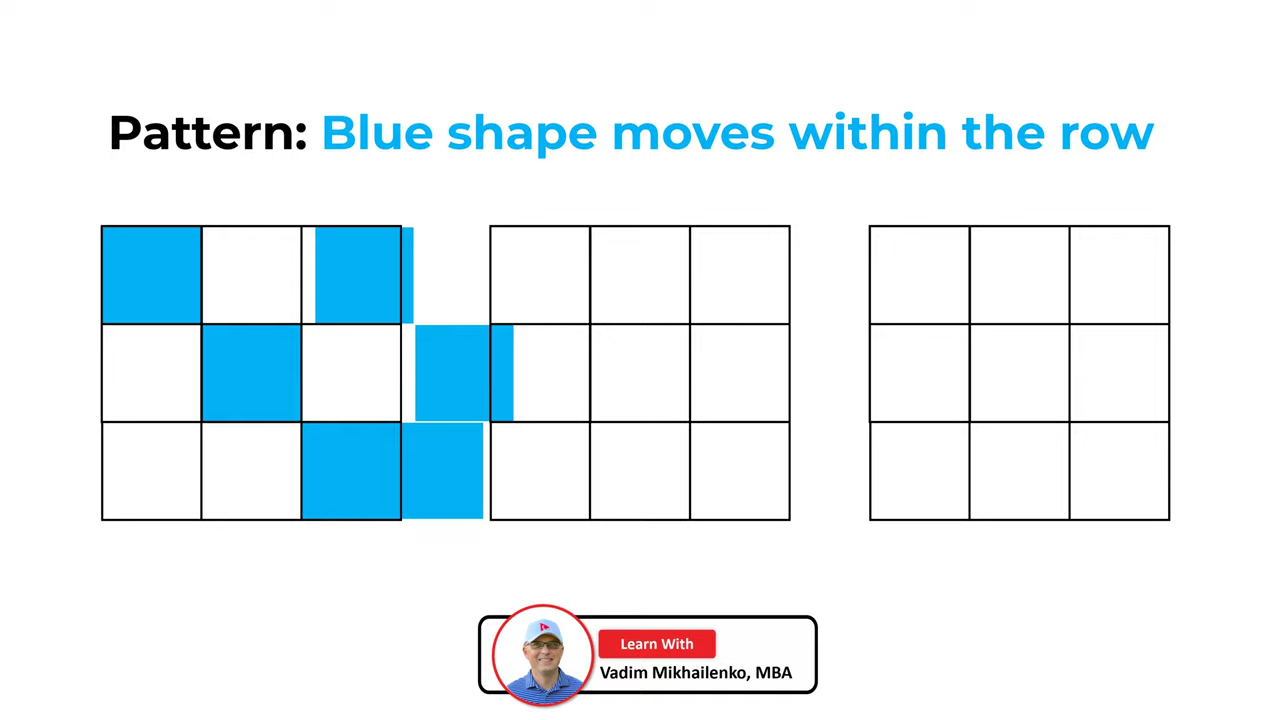 Pattern: Blue shape moves within the row
Learn With
Vadim Mikhailenko, MBA